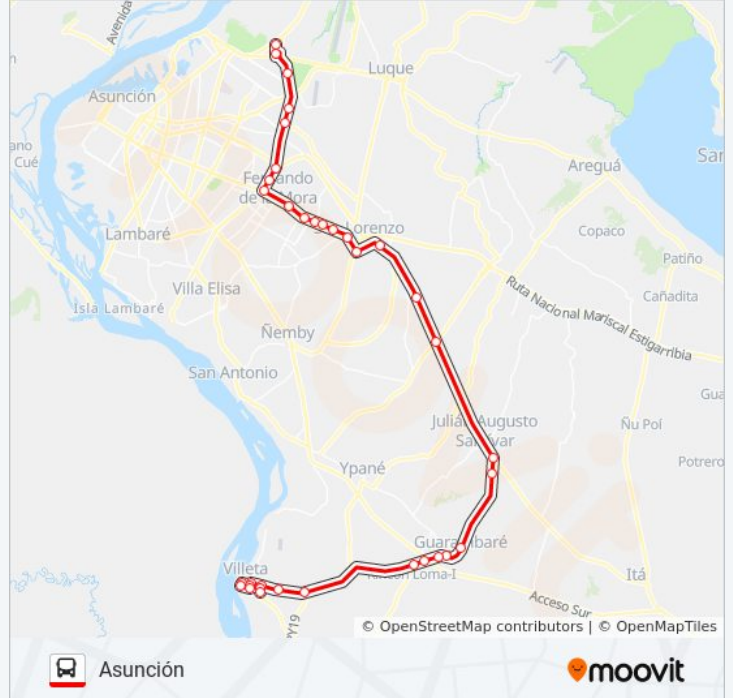 Avenida
Luque
Asunción
ano
Cué
Sar
Areguá
Fernando
de la Mora
Lorenzo
Copaco
Lambaré
Patiño
Villa Elisa
Cañadita
Isla Lambaré
Ruta Nacional Mariscal Estigarribia
Ñemby
San Antonio
Gua
Julián Augusto
Saldívar
Ñu Pol
Ypané
Potrero
Guarambaré
Villeta
Itá
Acceso Sur
PY19
© OpenStreetMap contributors | © OpenMapTiles
Asunción
moovit